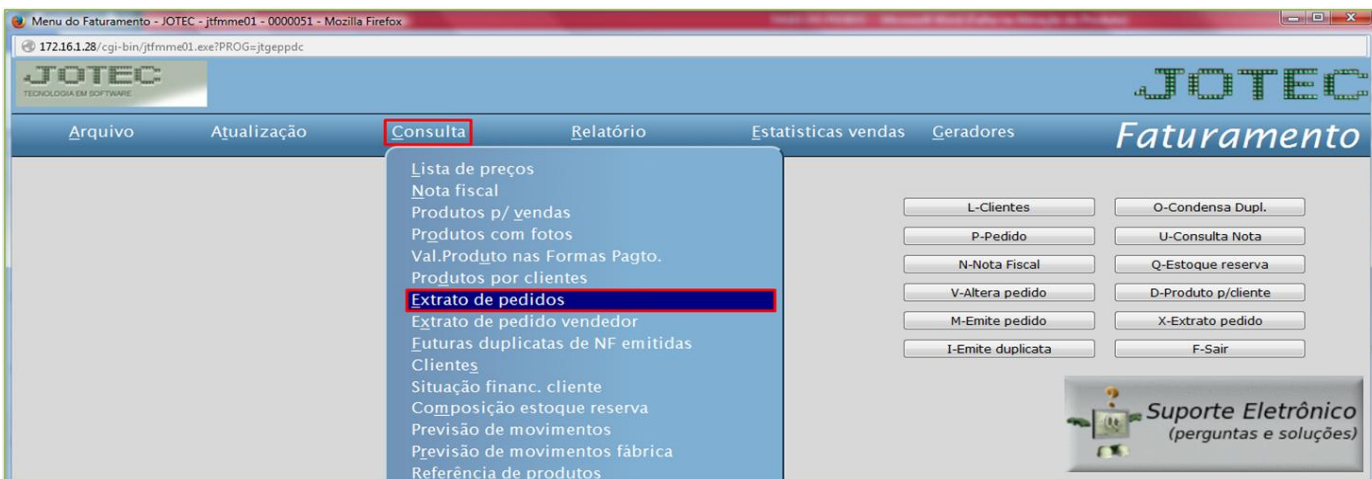 Menu do Faturamento - JOTEC - jtfmme01 - 0000051 - Mozilla Firefox
172.16.1.28/cgi-bin/jtfmme01.exe?PROG=jtgeppdc
JOTEC
TECNOLOGIA EM SOFTWARE
JOTEC
Arquivo Atualização Consulta Relatório Estatisticas vendas Geradores Faturamento
Lista de preços
Nota fiscal
Produtos p/ vendas
Produtos com fotos
Val.Produto nas Formas Pagto.
Produtos por clientes
Extrato de pedidos
Extrato de pedido vendedor
Futuras duplicatas de NF emitidas
Clientes
Situação financ. cliente
Composição estoque reserva
Previsão de movimentos
Previsão de movimentos fábrica
Referência de produtos
L-Clientes O-Condensa Dupl.
P-Pedido U-Consulta Nota
N-Nota Fiscal Q-Estoque reserva
V-Altera pedido D-Produto p/cliente
M-Emite pedido X-Extrato pedido
I-Emite duplicata F-Sair
Suporte Eletrônico
(perguntas e soluções)